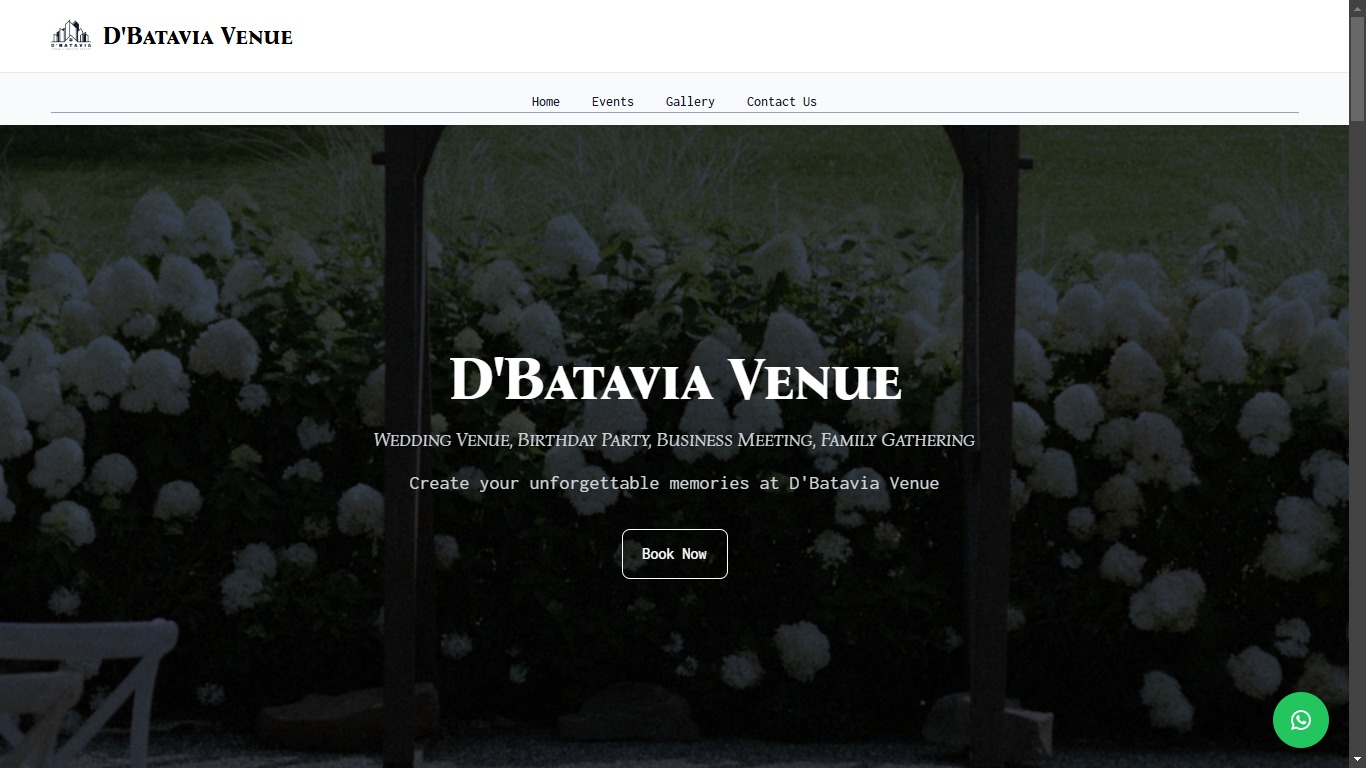 D'BATAVIA
D'Batavia Venue
Home Events Gallery Contact Us
D'Batavia Venue
Wedding Venue, Birthday Party, Business Meeting, Family Gathering
Create your unforgettable memories at D'Batavia Venue
Book Now